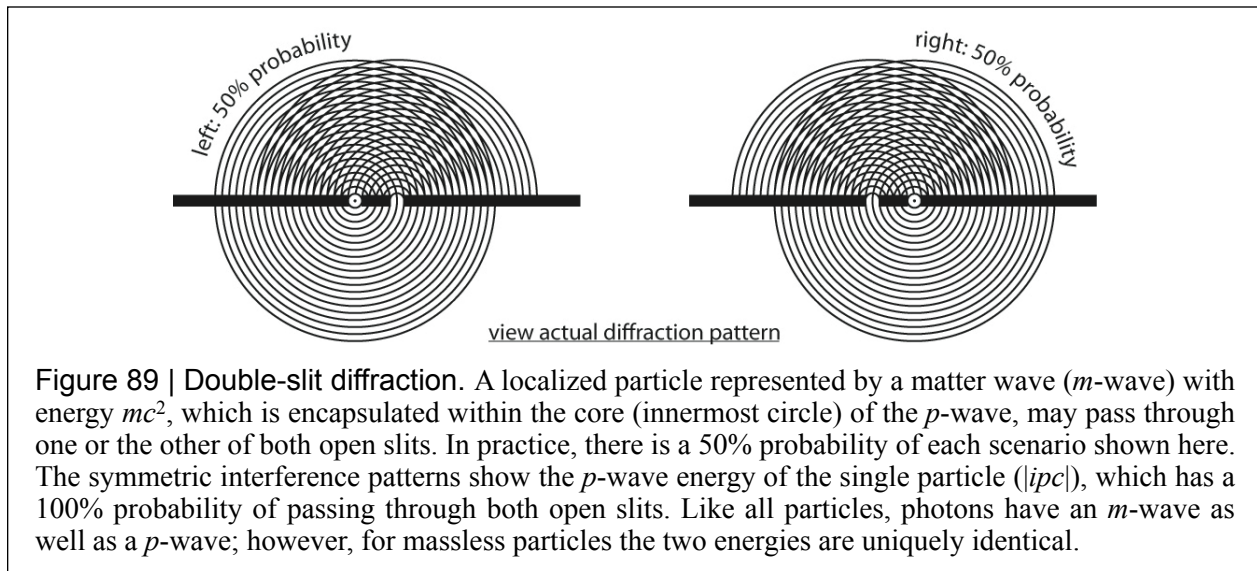 left: 50% probability
right: 50% probability
view actual diffraction pattern
Figure 89 | Double-slit diffraction. A localized particle represented by a matter wave (m-wave) with
energy mc², which is encapsulated within the core (innermost circle) of the p-wave, may pass through
one or the other of both open slits. In practice, there is a 50% probability of each scenario shown here.
The symmetric interference patterns show the p-wave energy of the single particle (|ipc|), which has a
100% probability of passing through both open slits. Like all particles, photons have an m-wave as
well as a p-wave; however, for massless particles the two energies are uniquely identical.